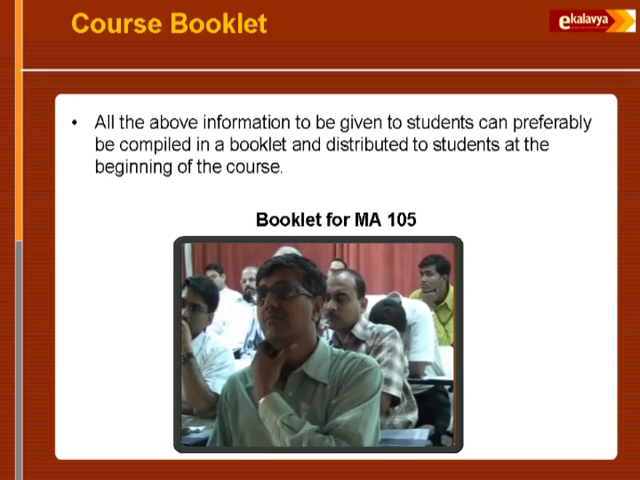 Course Booklet
ekalavya
• All the above information to be given to students can preferably
be compiled in a booklet and distributed to students at the
beginning of the course.
Booklet for MA 105